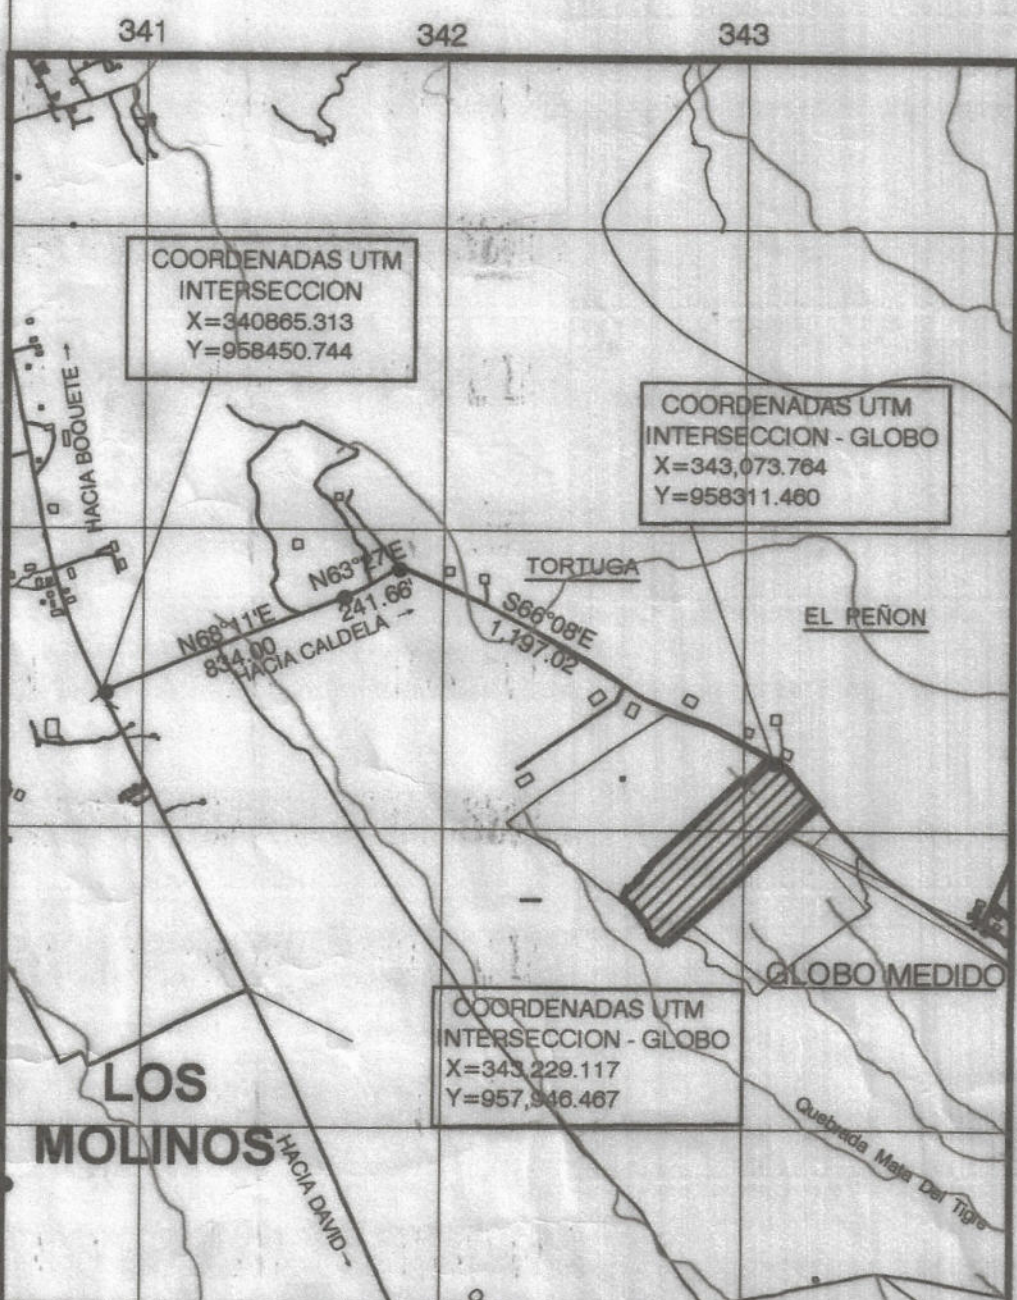 341
342
343
COORDENADAS UTM
INTERSECCION
X=340865.313
Y=958450.744
HACIA BOQUETE →
COORDENADAS UTM
INTERSECCION - GLOBO
X=343,073.764
Y=958311.460
N63°27'E
241.66'
N68°11'E
834.00
HACIA CALDELA →
TORTUGA
S66°08'E
1,197.02
EL PEÑON
GLOBO MEDIDO
COORDENADAS UTM
INTERSECCION - GLOBO
X=343,229.117
Y=957,946.467
LOS
MOLINOS
HACIA DAVID →
Quebrada Mata Del Tigre